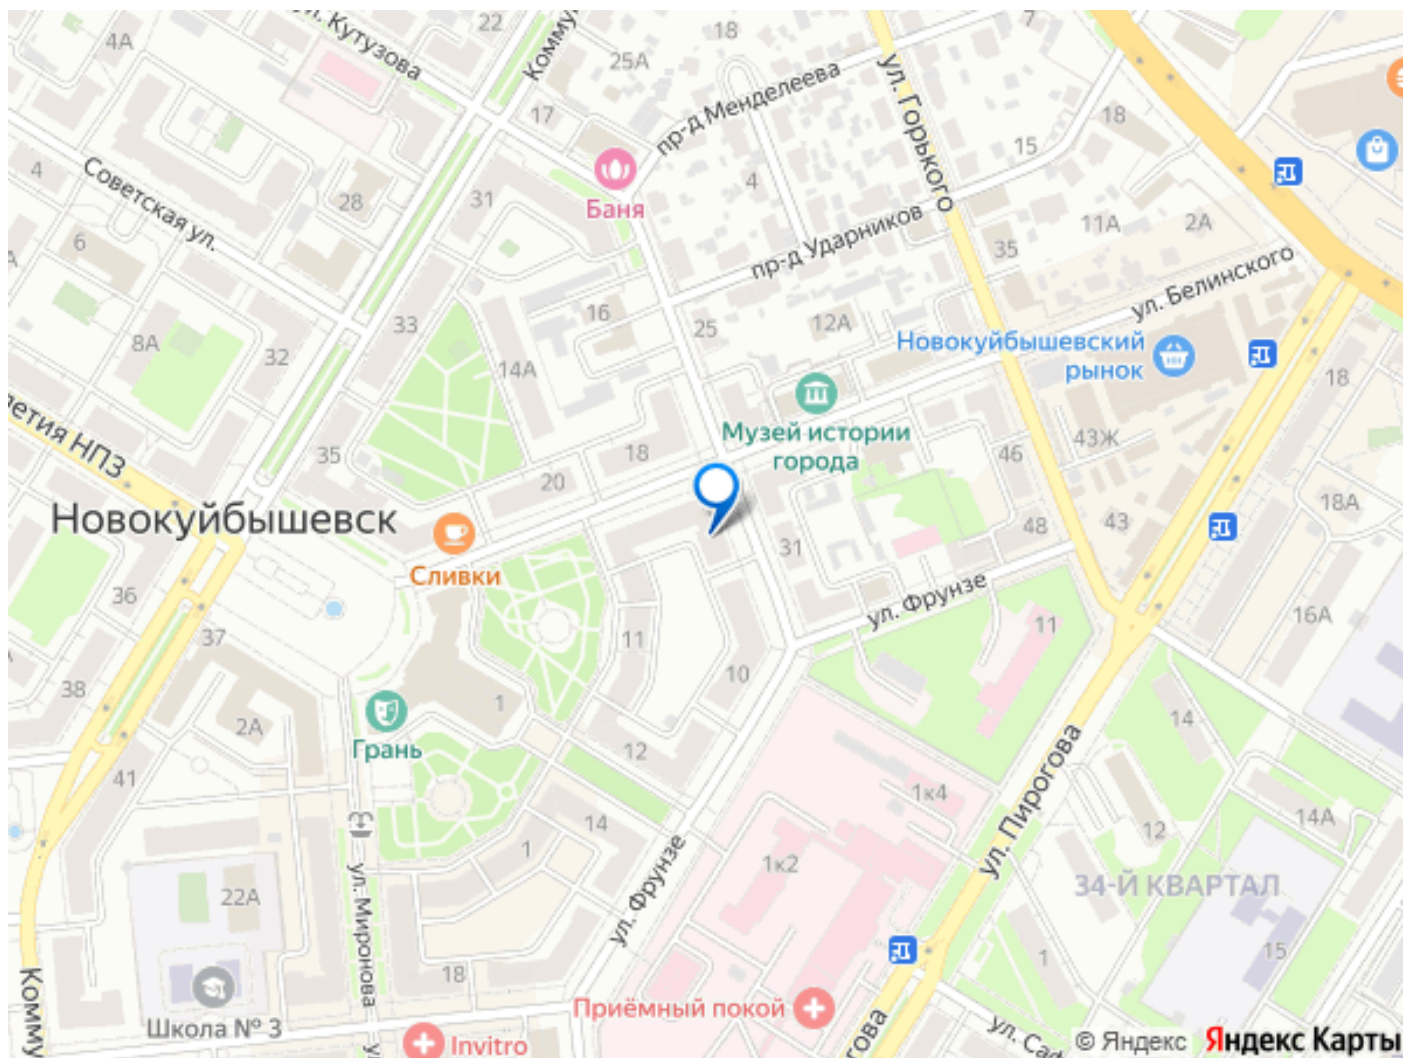 22
18
7
ул. Кутузова
4А
25А
Комму
ул. Горького
пр-д Менделеева
17
18
15
4
Советская ул.
28
31
4
Баня
11А
2А
6
пр-д Ударников
35
ул. Белинского
16
33
25
12А
8А
32
14А
Новокуйбышевский
рынок
18
етия НПЗ
Музей истории
города
43Ж
35
18
46
20
18А
Новокуйбышевск
43
48
31
Сливки
36
ул. Фрунзе
16А
37
11
11
10
38
1
2А
14
Грань
12
ул. Пирогова
41
1к4
14А
14
12
1
1к2
34-Й КВАРТАЛ
22А
ул. Фрунзе
ул. Миронова
15
1
18
Комму
Приёмный покой
Школа № 3
Invitro
ова
ул. Саф
© Яндекс Яндекс Карты